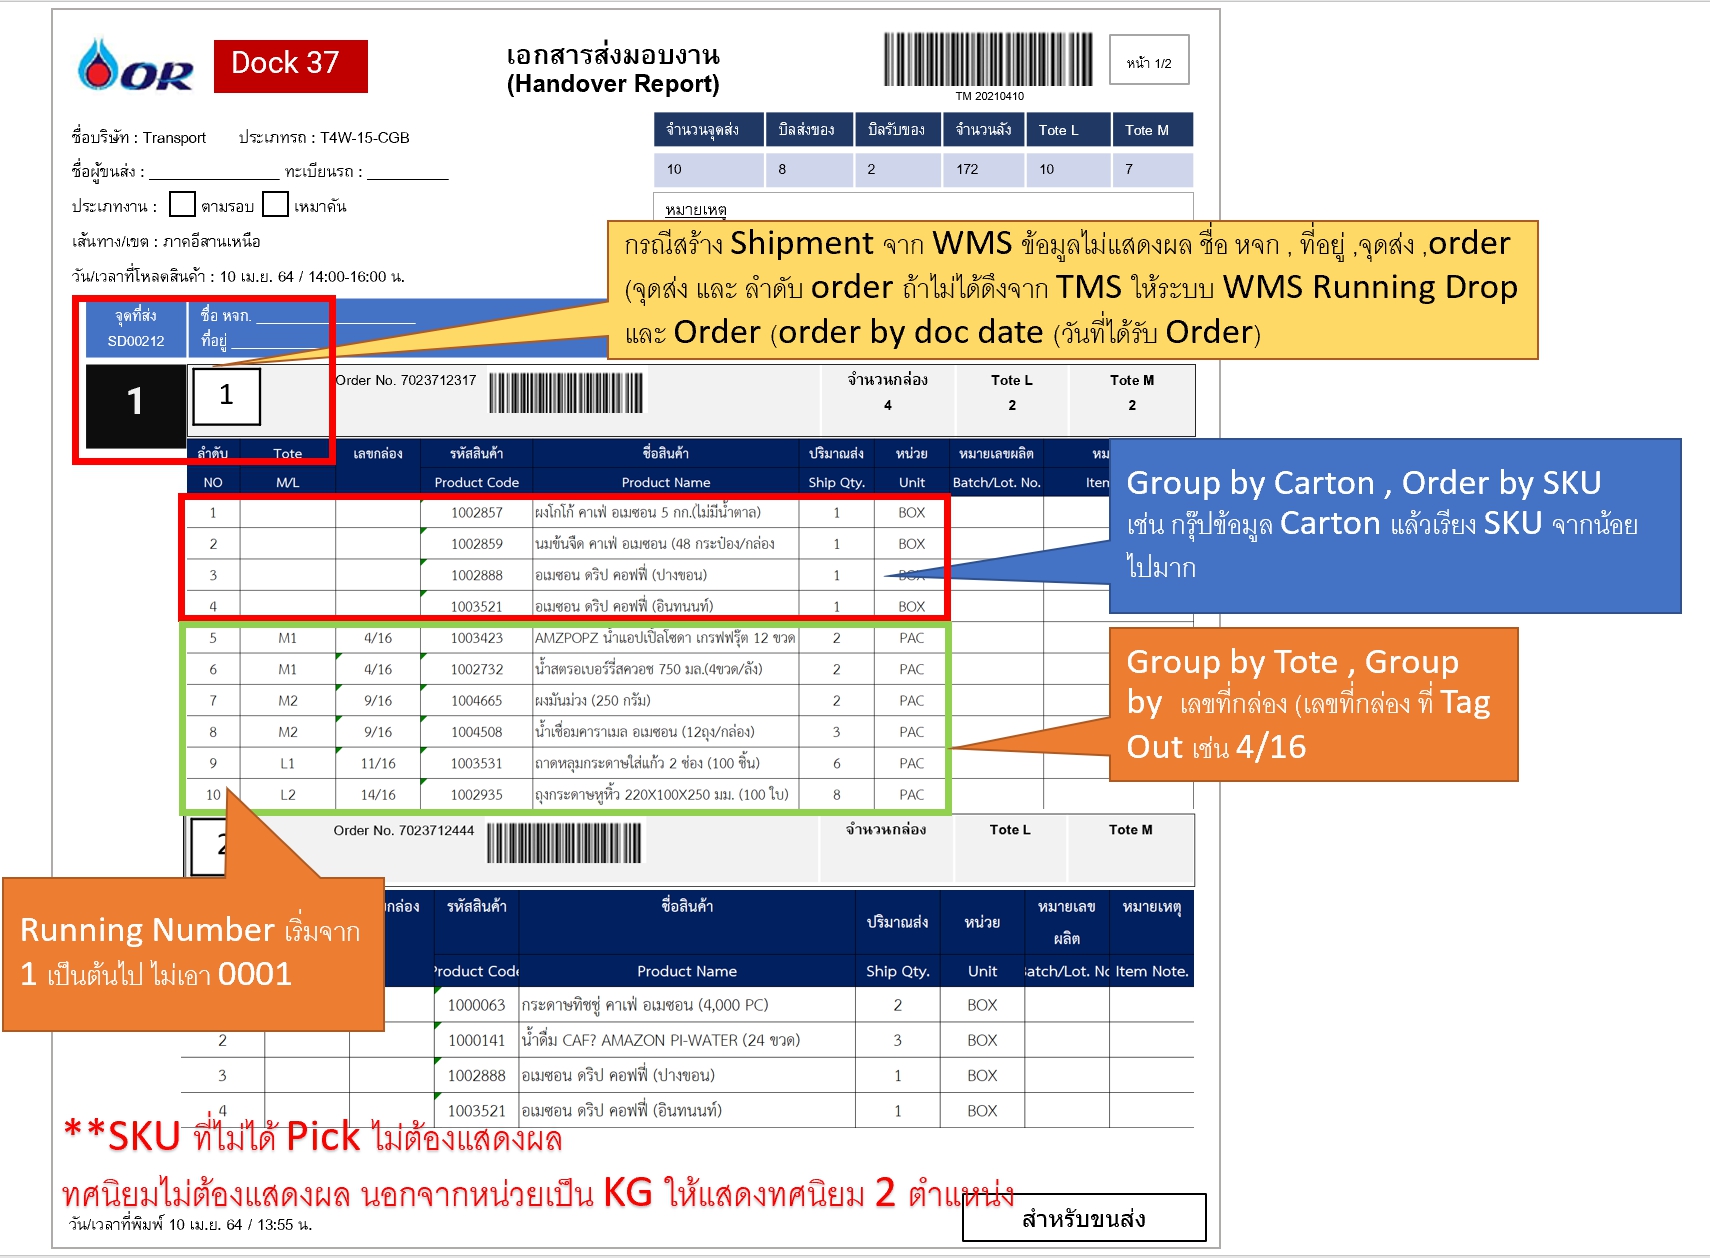 OR
Dock 37
เอกสารส่งมอบงาน
(Handover Report)
TM 20210410
หน้า 1/2
ชื่อบริษัท : Transport ประเภทรถ : T4W-15-CGB
ชื่อผู้ขนส่ง : ________________ ทะเบียนรถ : __________
ประเภทงาน : ตามรอบ เหมาคัน
เส้นทาง/เขต : ภาคอีสานเหนือ
วัน/เวลาที่โหลดสินค้า : 10 เม.ย. 64 / 14:00-16:00 น.
จำนวนจุดส่ง บิลส่งของ บิลรับของ จำนวนลัง Tote L Tote M
10 8 2 172 10 7
หมายเหตุ
กรณีสร้าง Shipment จาก WMS ข้อมูลไม่แสดงผล ชื่อ หจก , ที่อยู่ ,จุดส่ง ,order
(จุดส่ง และ ลำดับ order ถ้าไม่ได้ดึงจาก TMS ให้ระบบ WMS Running Drop
และ Order (order by doc date (วันที่ได้รับ Order)
จุดที่ส่ง
SD00212
ชื่อ หจก. ____________________
ที่อยู่ ____________
1
1
Order No. 7023712317
จำนวนกล่อง Tote L Tote M
4 2 2
ลำดับ Tote เลขกล่อง รหัสสินค้า ชื่อสินค้า ปริมาณส่ง หน่วย หมายเลขผลิต
NO M/L Product Code Product Name Ship Qty. Unit Batch/Lot. No.
1 1002857 ผงโกโก้ คาเฟ่ อเมซอน 5 กก.(ไม่มีน้ำตาล) 1 BOX
2 1002859 นมข้นจืด คาเฟ่ อเมซอน (48 กระป๋อง/กล่อง 1 BOX
3 1002888 อเมซอน ดริป คอฟฟี่ (ปางขอน) 1 BOX
4 1003521 อเมซอน ดริป คอฟฟี่ (อินทนนท์) 1 BOX
5 M1 4/16 1003423 AMZPOPZ น้ำแอปเปิ้ลโซดา เกรฟฟรุ๊ต 12 ขวด 2 PAC
6 M1 4/16 1002732 น้ำสตรอเบอร์รี่สควอช 750 มล.(4ขวด/ลัง) 2 PAC
7 M2 9/16 1004665 ผงมันม่วง (250 กรัม) 2 PAC
8 M2 9/16 1004508 น้ำเชื่อมคาราเมล อเมซอน (12ถุง/กล่อง) 3 PAC
9 L1 11/16 1003531 ถาดหลุมกระดาษใส่แก้ว 2 ช่อง (100 ชิ้น) 6 PAC
10 L2 14/16 1002935 ถุงกระดาษหูหิ้ว 220X100X250 มม. (100 ใบ) 8 PAC
Group by Carton , Order by SKU
เช่น กรุ๊ปข้อมูล Carton แล้วเรียง SKU จากน้อย
ไปมาก
Group by Tote , Group
by เลขที่กล่อง (เลขที่กล่อง ที่ Tag
Out เช่น 4/16
2
Order No. 7023712444
จำนวนกล่อง Tote L Tote M
Running Number เริ่มจาก
1 เป็นต้นไป ไม่เอา 0001
รหัสสินค้า ชื่อสินค้า ปริมาณส่ง หน่วย หมายเลข หมายเหตุ
ผลิต
Product Name Ship Qty. Unit Item Note.
1000063 กระดาษทิชชู่ คาเฟ่ อเมซอน (4,000 PC) 2 BOX
2 1000141 น้ำดื่ม CAF? AMAZON PI-WATER (24 ขวด) 3 BOX
3 1002888 อเมซอน ดริป คอฟฟี่ (ปางขอน) 1 BOX
4 1003521 อเมซอน ดริป คอฟฟี่ (อินทนนท์) 1 BOX
**SKU ที่ไม่ได้ Pick ไม่ต้องแสดงผล
ทศนิยมไม่ต้องแสดงผล นอกจากหน่วยเป็น KG ให้แสดงทศนิยม 2 ตำแหน่ง
วัน/เวลาที่พิมพ์ 10 เม.ย. 64 / 13:55 น.
สำหรับขนส่ง